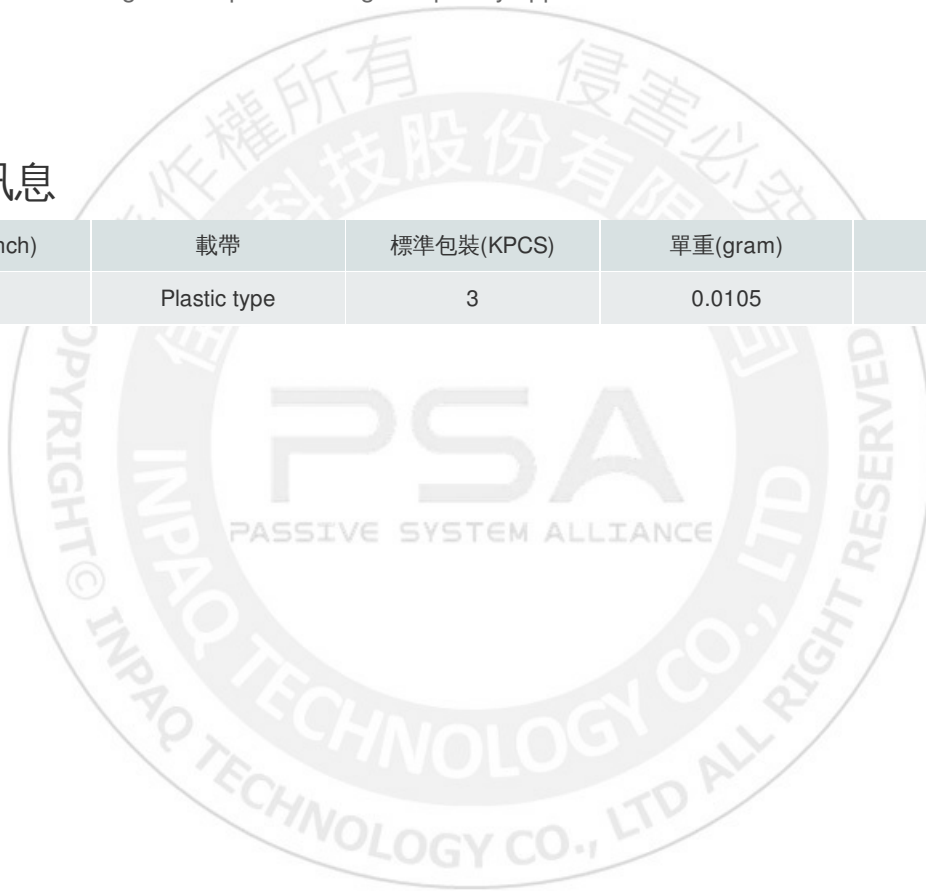 訊息
nch) 載帶 標準包裝(KPCS) 單重(gram)
Plastic type 3 0.0105
著作權所有 侵害必究
科技股份有限
PSA
PASSIVE SYSTEM ALLIANCE
INPAQ TECHNOLOGY CO., LTD
COPYRIGHT© INPAQ TECHNOLOGY CO., LTD ALL RIGHT RESERVED